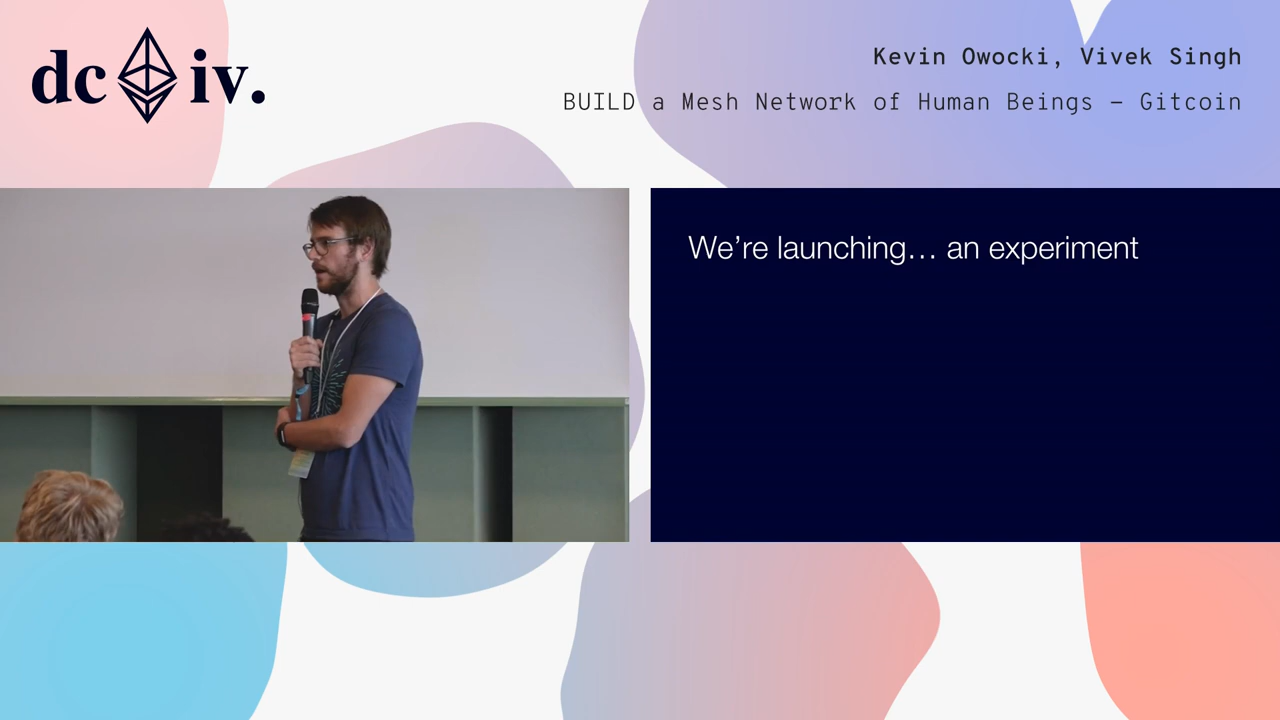 dc iv.
Kevin Owocki, Vivek Singh
BUILD a Mesh Network of Human Beings – Gitcoin
We’re launching… an experiment